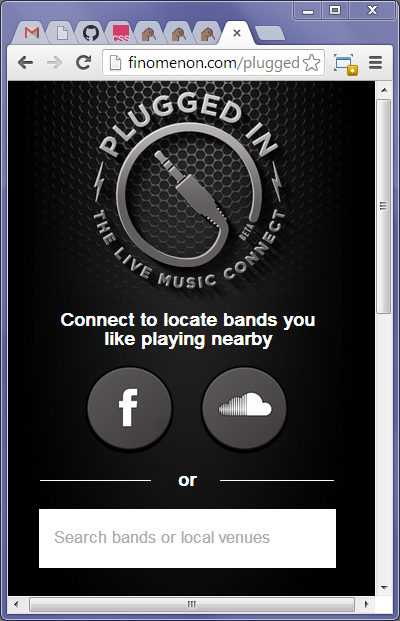 CSS
finomenon.com/plugged
PLUGGED IN
BETA
THE LIVE MUSIC CONNECT
Connect to locate bands you
like playing nearby
f
or
Search bands or local venues